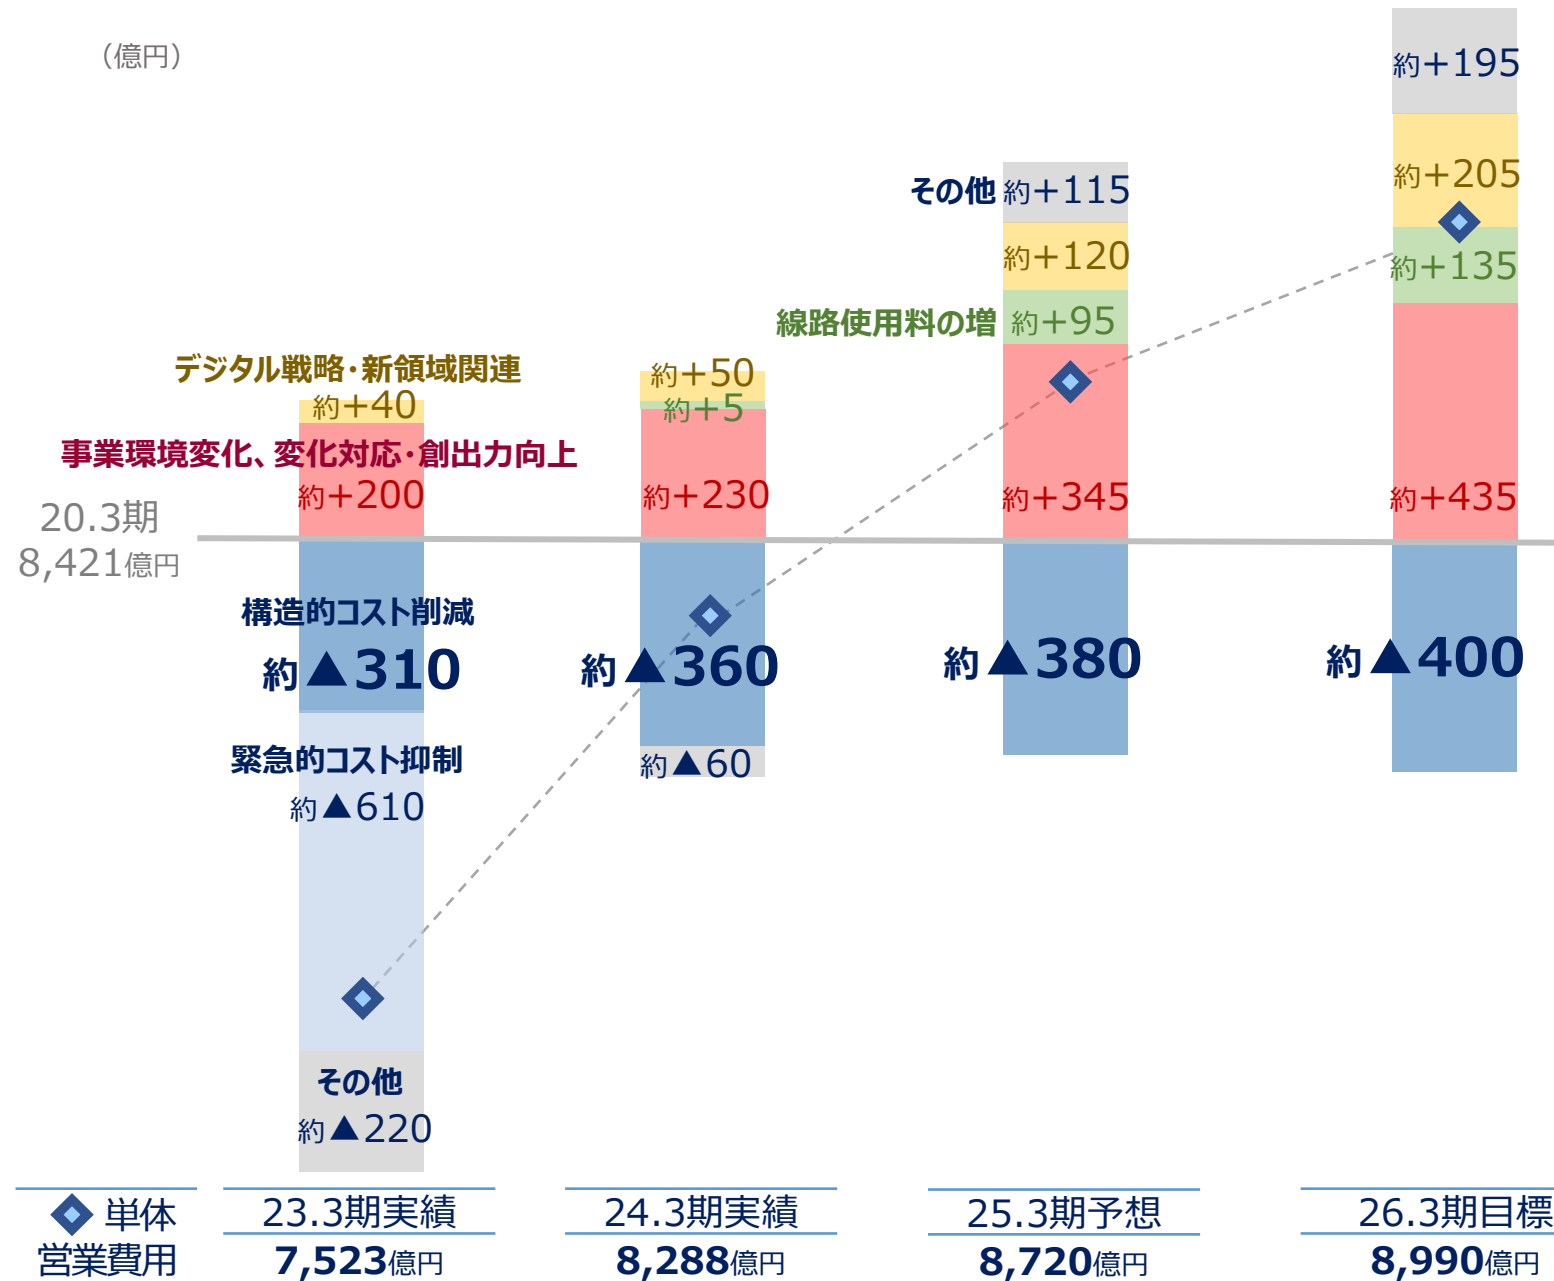 （億円）
約+195
約+205
約+135
約+435
その他 約+115
約+120
線路使用料の増 約+95
約+345
デジタル戦略・新領域関連
約+40
約+50
約+5
事業環境変化、変化対応・創出力向上
約+200
約+230
20.3期
8,421億円
構造的コスト削減
約▲310
約▲360
約▲380
約▲400
緊急的コスト抑制
約▲610
約▲60
その他
約▲220
単体
営業費用
23.3期実績
7,523億円
24.3期実績
8,288億円
25.3期予想
8,720億円
26.3期目標
8,990億円